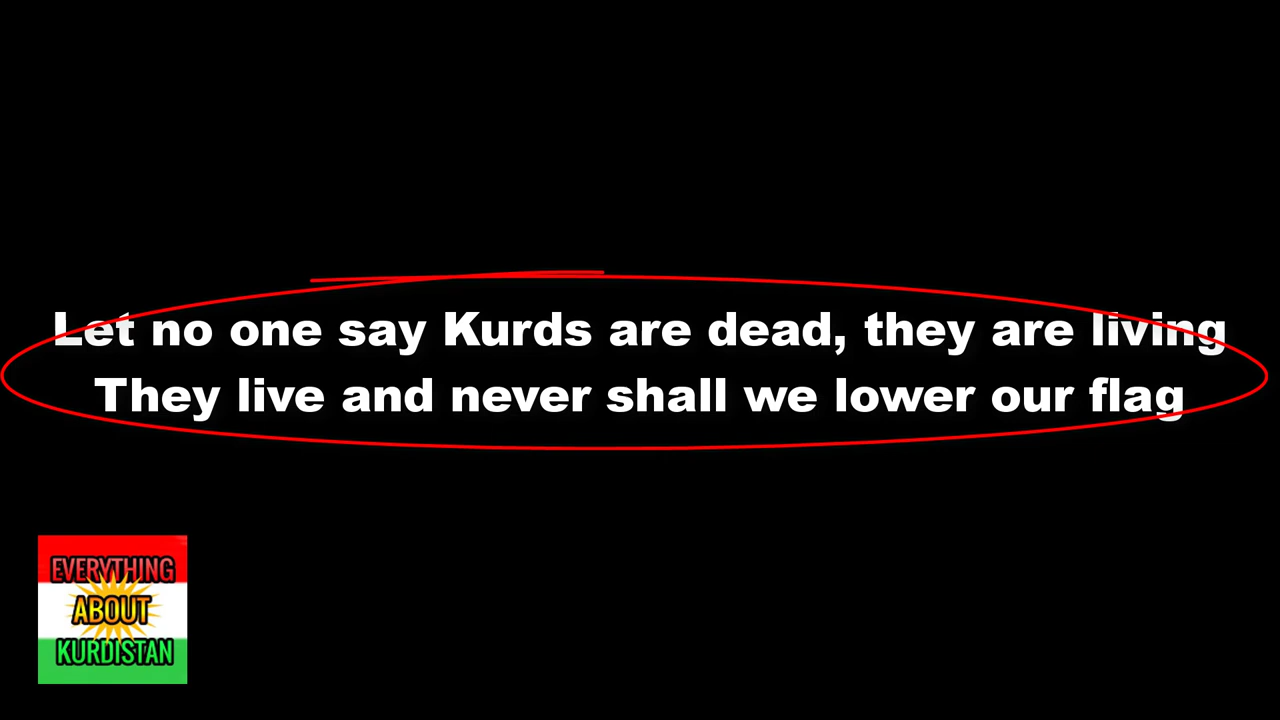 Let no one say Kurds are dead, they are living
They live and never shall we lower our flag
EVERYTHING
ABOUT
KURDISTAN